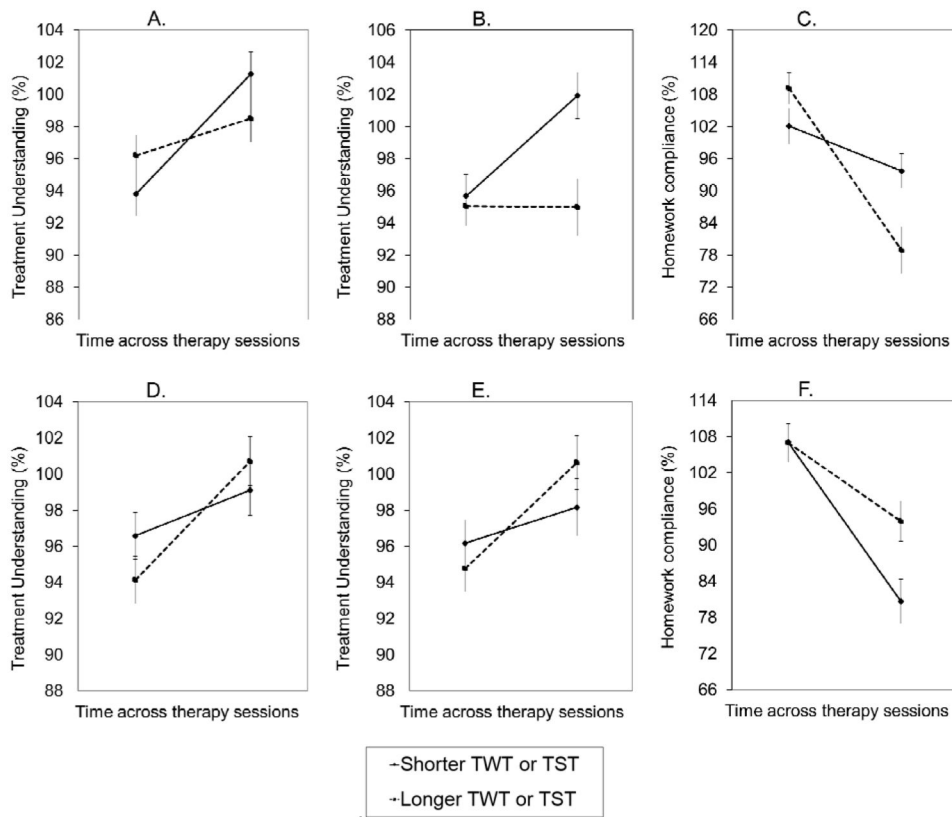 A.
Treatment Understanding (%)
104
102
100
98
96
94
92
90
88
86
Time across therapy sessions
B.
Treatment Understanding (%)
106
104
102
100
98
96
94
92
90
Time across therapy sessions
C.
Homework compliance (%)
120
114
108
102
96
90
84
78
72
66
Time across therapy sessions
D.
Treatment Understanding (%)
104
102
100
98
96
94
92
90
88
Time across therapy sessions
E.
Treatment Understanding (%)
104
102
100
98
96
94
92
90
88
Time across therapy sessions
F.
Homework compliance (%)
114
108
102
96
90
84
78
72
66
Time across therapy sessions
Shorter TWT or TST
Longer TWT or TST